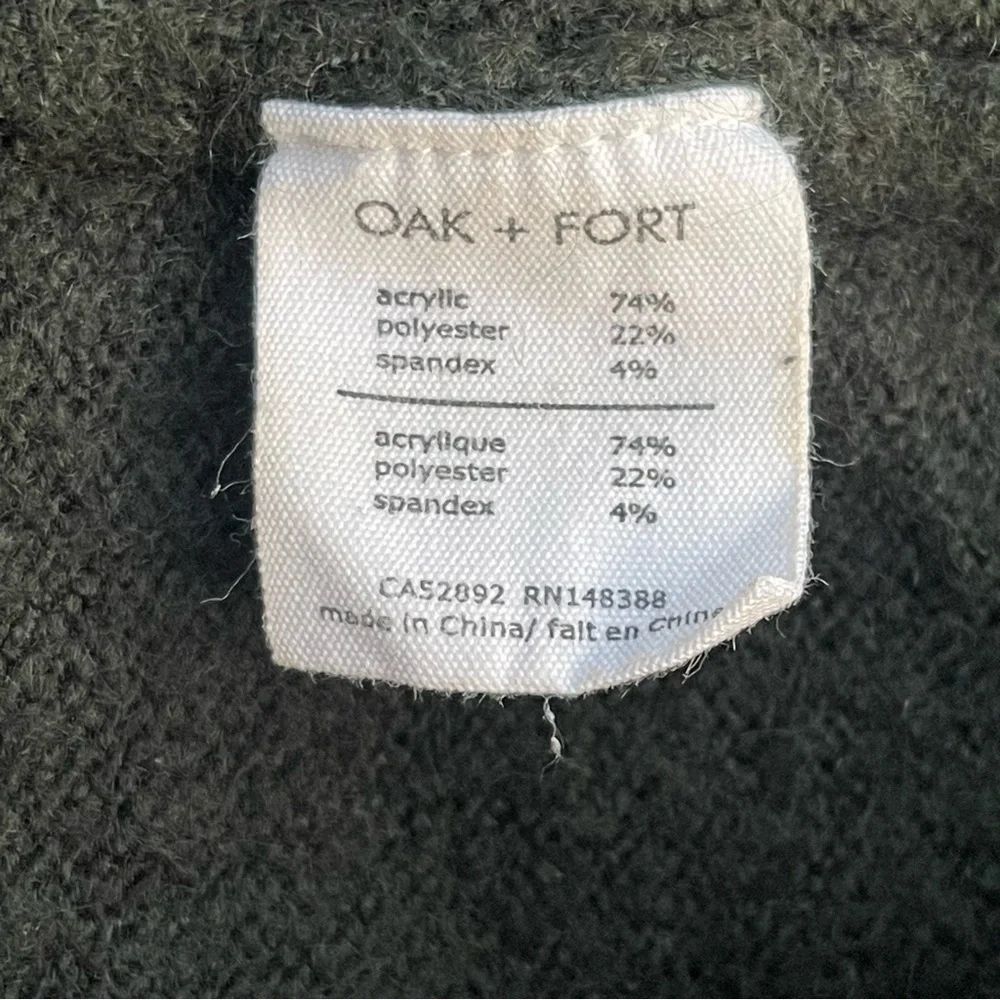 OAK + FORT
acrylic 74%
polyester 22%
spandex 4%
acrylique 74%
polyester 22%
spandex 4%
CA52892 RN148388
made in China/ fait en chine